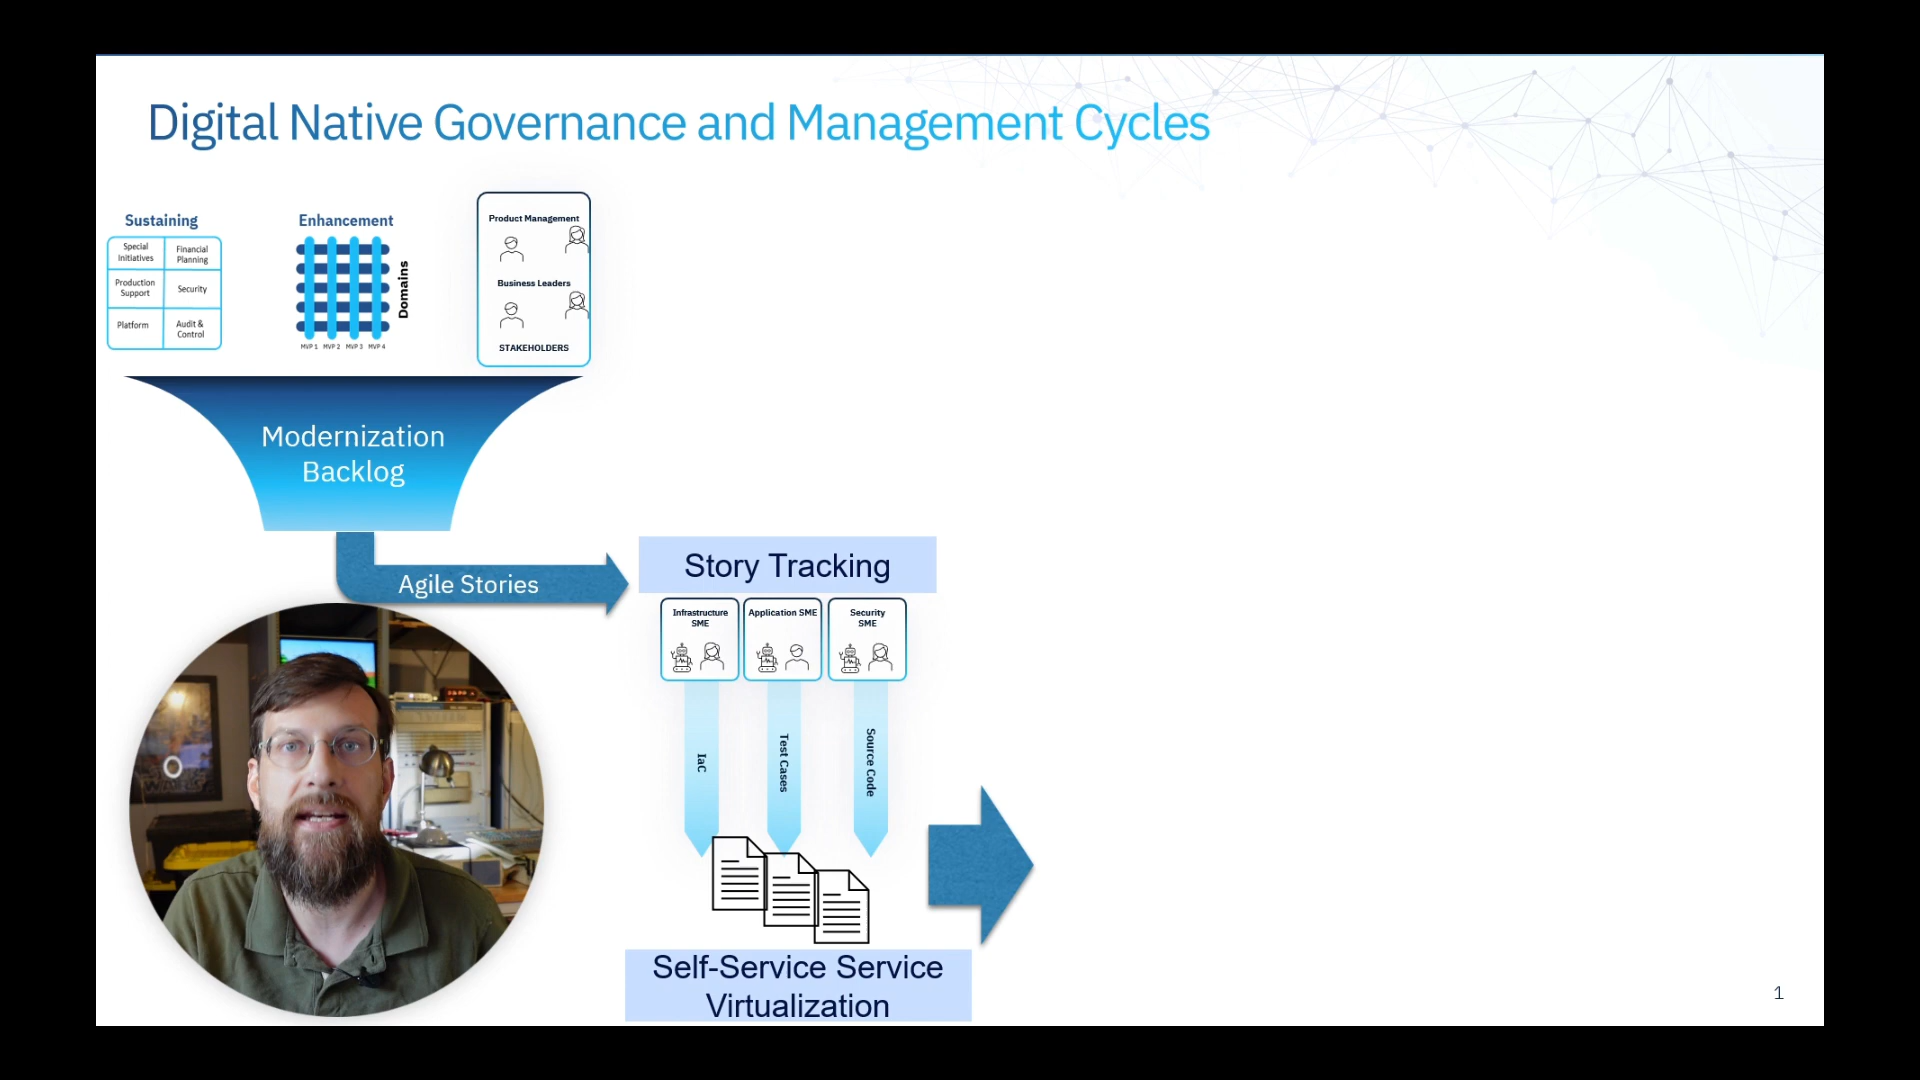 Digital Native Governance and Management Cycles
Sustaining
Special
Initiatives
Financial
Planning
Production
Support
Security
Platform
Audit &
Control
Enhancement
Domains
MVP 1 MVP 2 MVP 3 MVP 4
Product Management
Business Leaders
STAKEHOLDERS
Modernization
Backlog
Agile Stories
Story Tracking
Infrastructure
SME
Application SME
Security
SME
IaC
Test Cases
Source Code
Self-Service Service
Virtualization
1